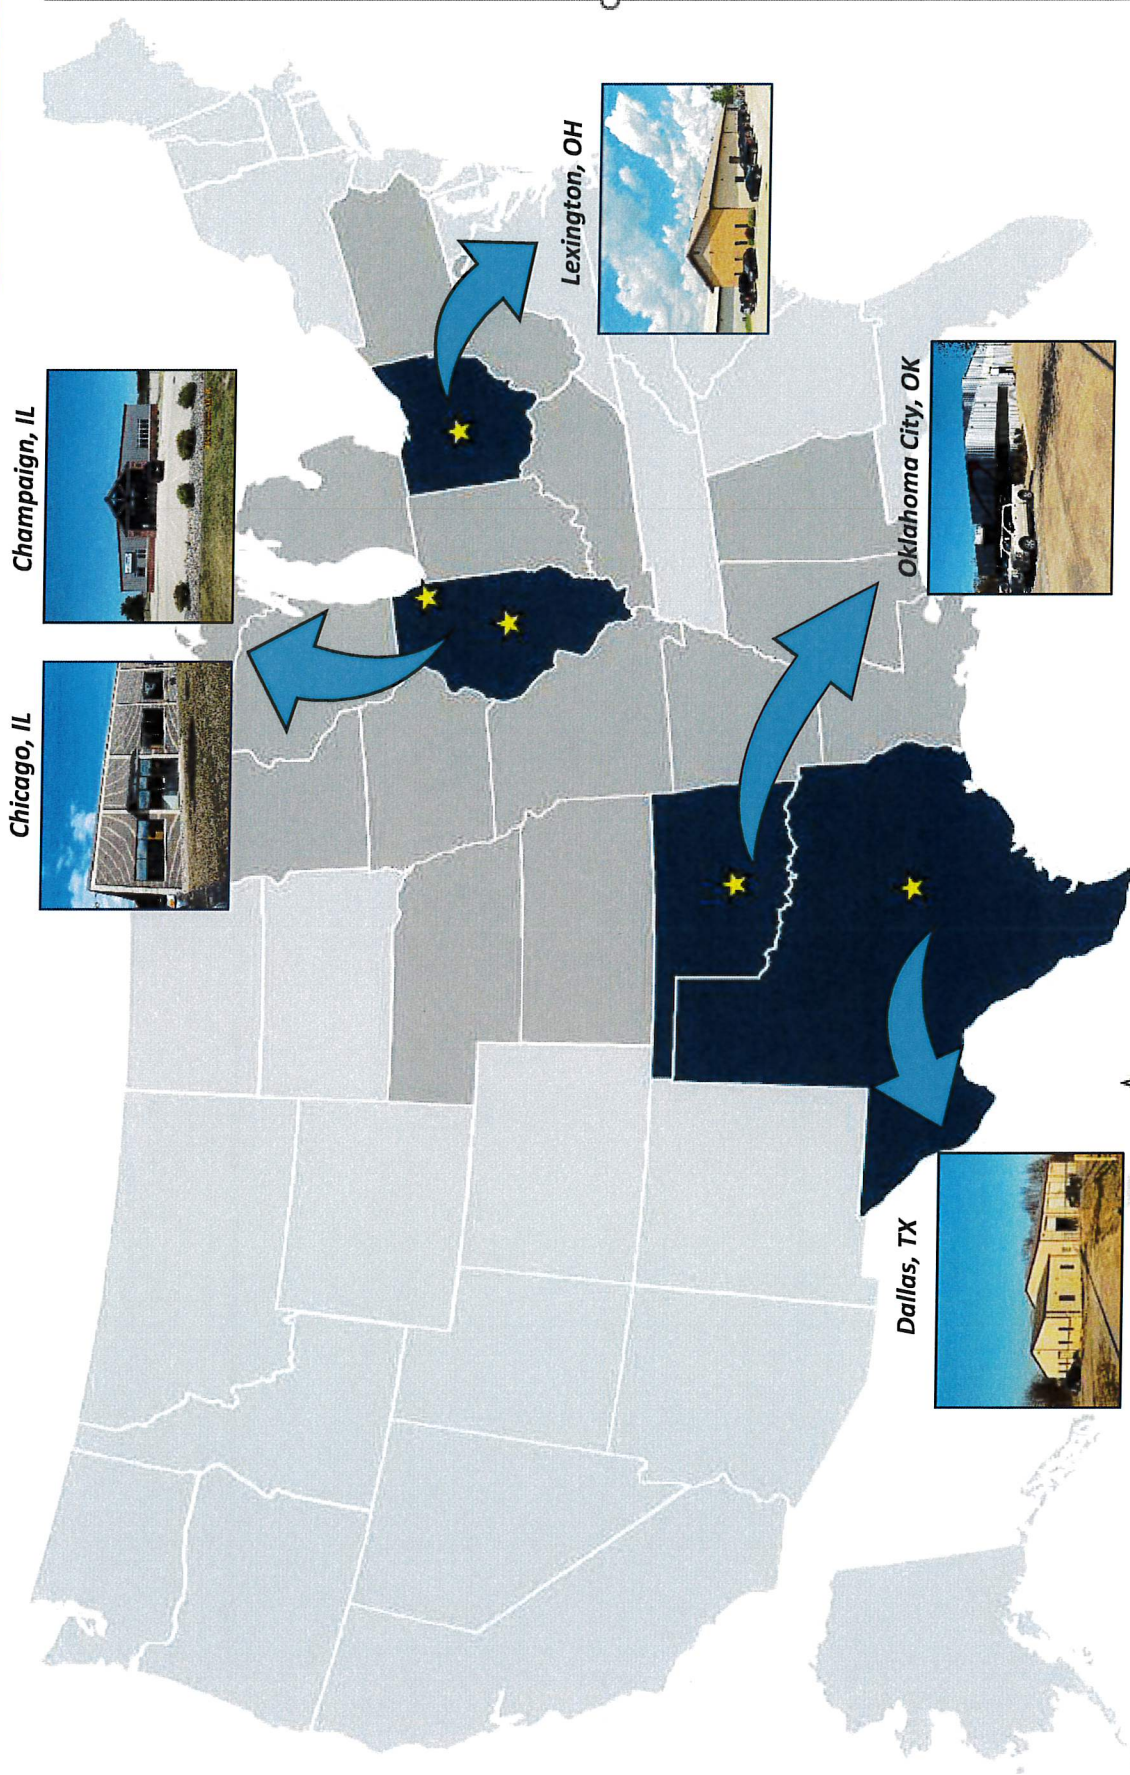 Chicago, IL
Champaign, IL
Lexington, OH
Dallas, TX
Oklahoma City, OK